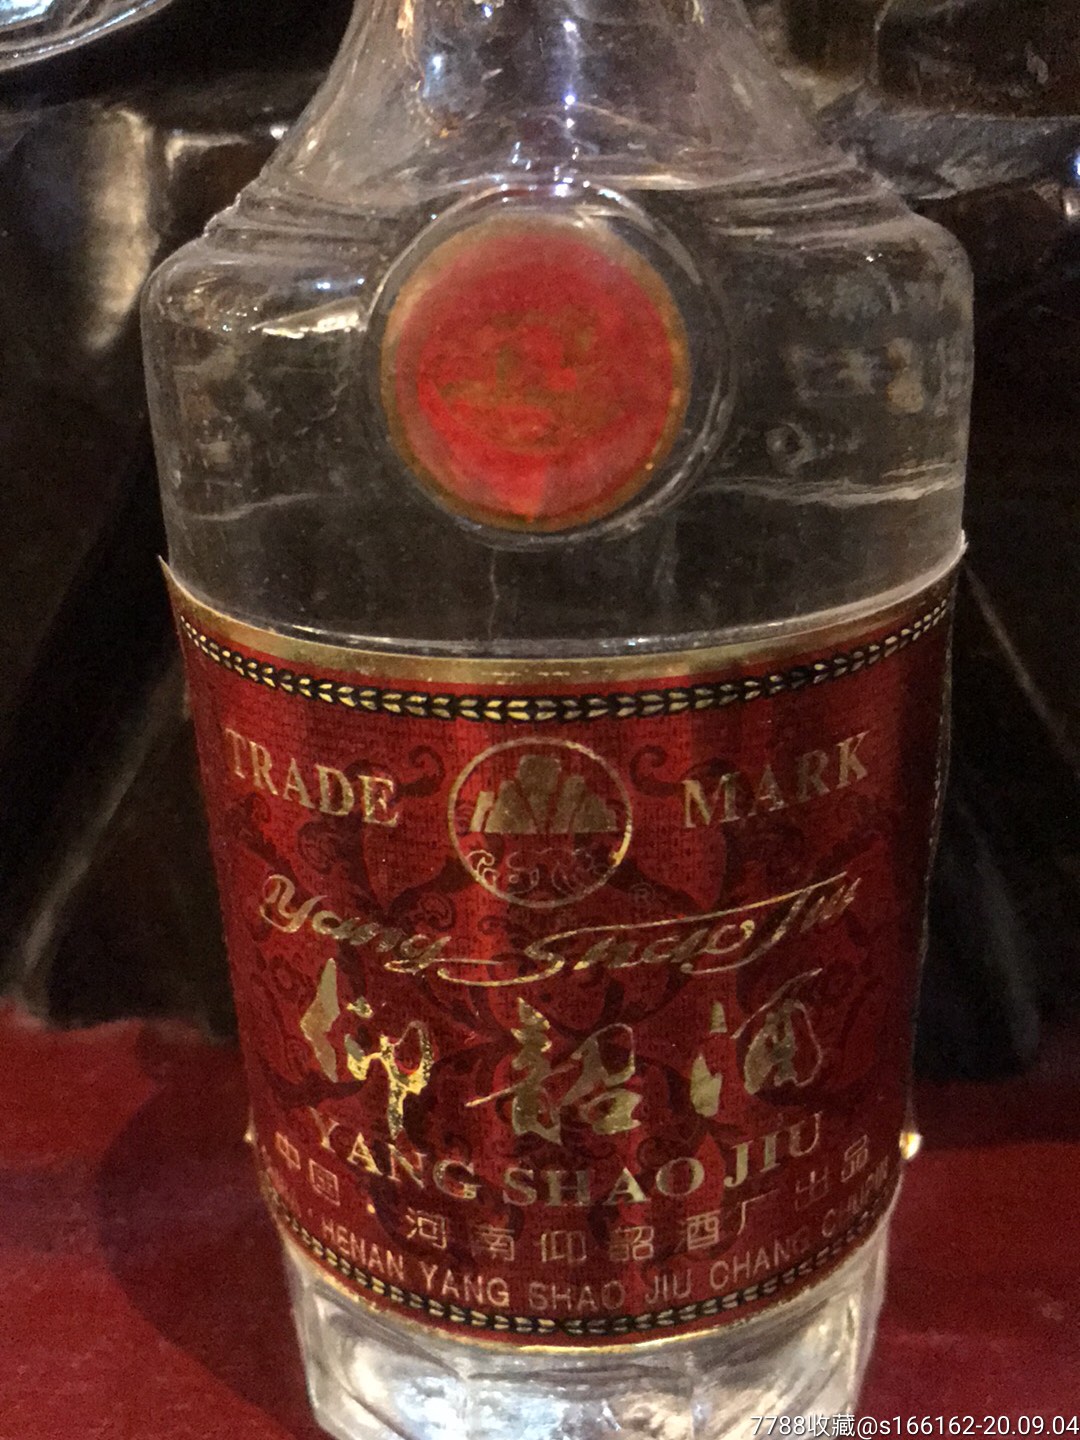 TRADE MARK
Yang Shao Jiu
仰韶酒
YANG SHAO JIU
中国·河南仰韶酒厂出品
HENAN YANG SHAO JIU CHANG CHUPIN
7788收藏@s166162-20.09.04